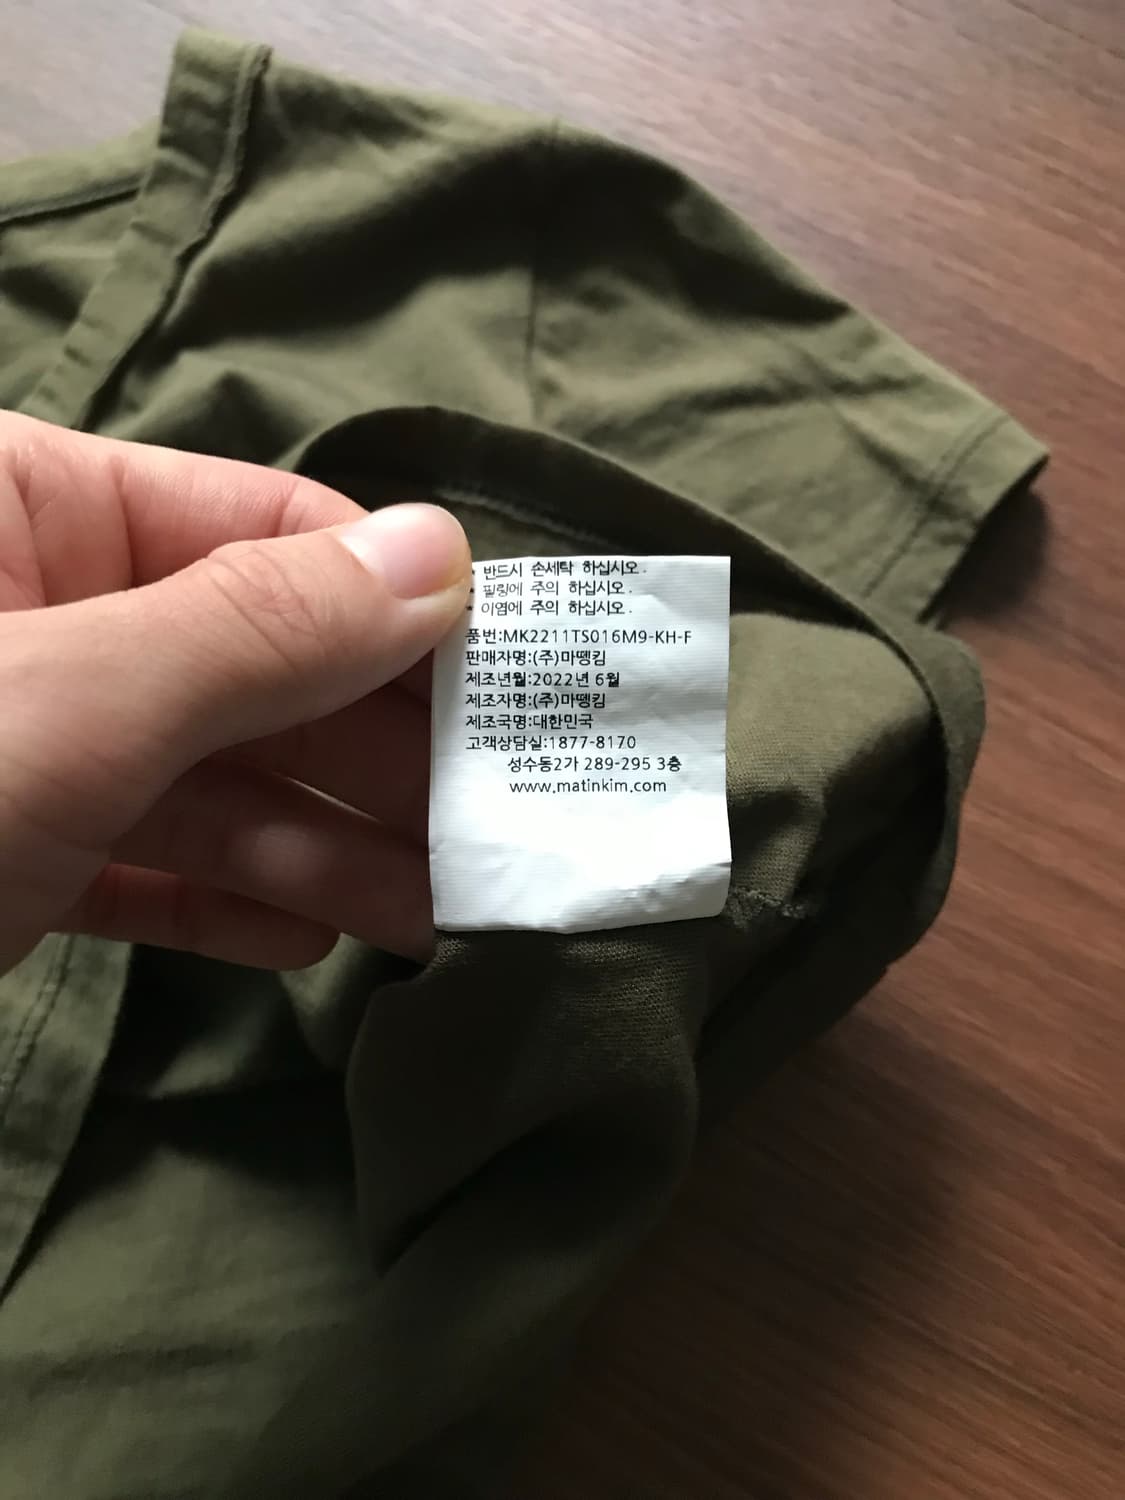 * 반드시 손세탁 하십시오.
* 필링에 주의 하십시오.
* 이염에 주의 하십시오.
품번:MK2211TS016M9-KH-F
판매자명:(주)마뗑킴
제조년월:2022년 6월
제조자명:(주)마뗑킴
제조국명:대한민국
고객상담실:1877-8170
성수동2가 289-295 3층
www.matinkim.com